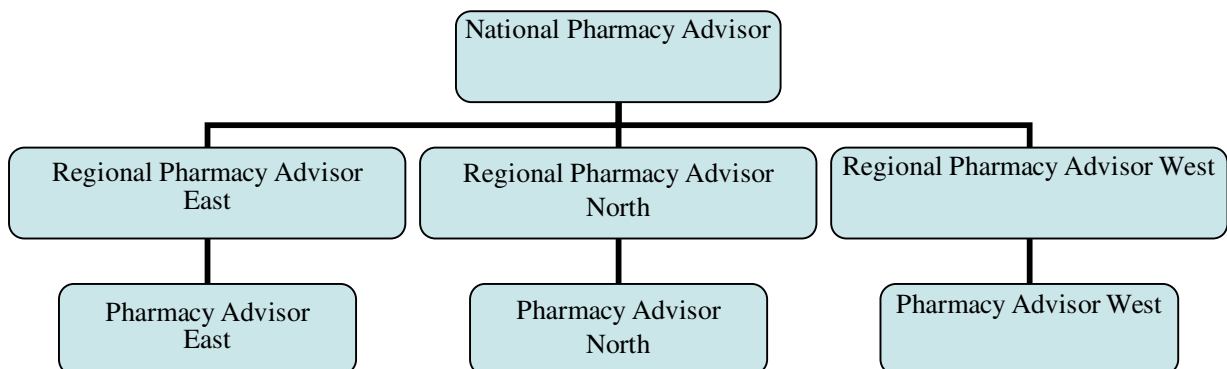 National Pharmacy Advisor
Regional Pharmacy Advisor
East
Regional Pharmacy Advisor
North
Regional Pharmacy Advisor West
Pharmacy Advisor
East
Pharmacy Advisor
North
Pharmacy Advisor West